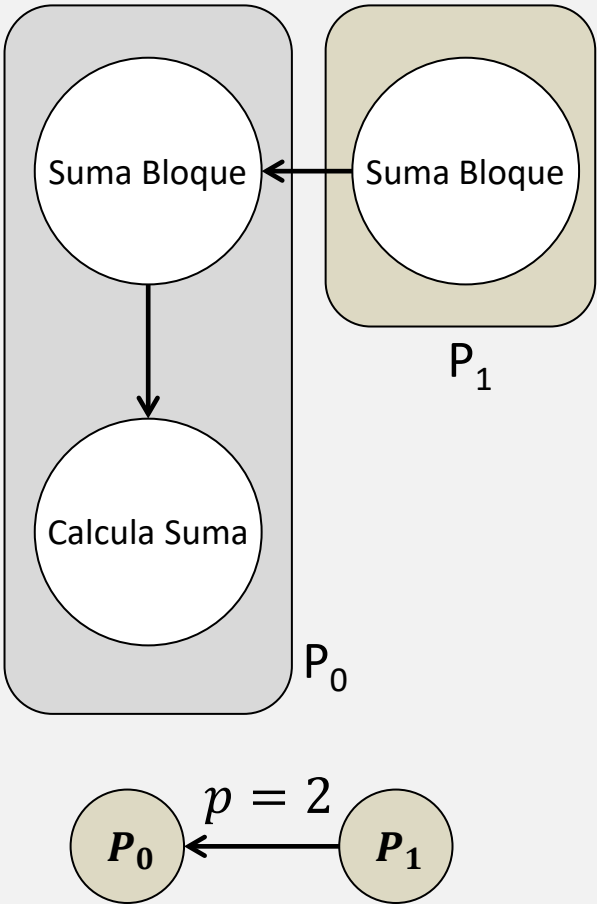 Suma Bloque
Suma Bloque
P₁
Calcula Suma
P₀
p = 2
P₀
P₁